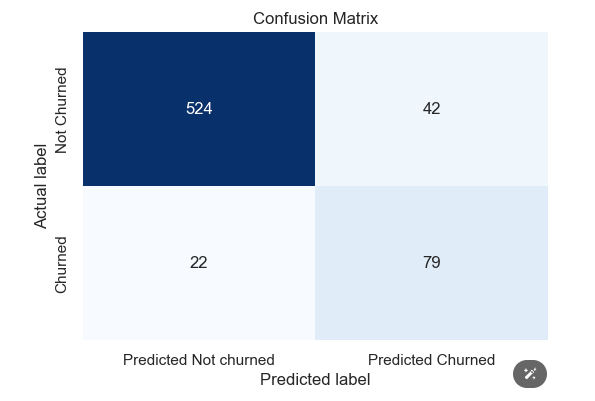 Confusion Matrix
Actual label
Not Churned
524
42
Churned
22
79
Predicted Not churned
Predicted Churned
Predicted label